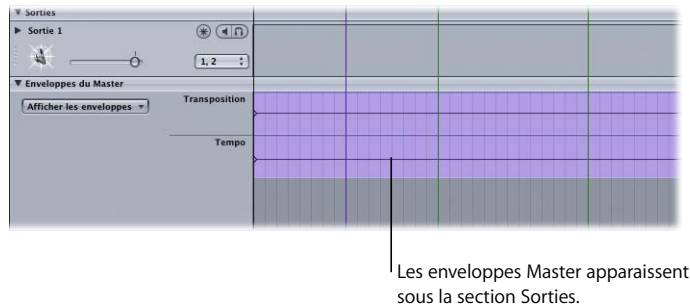 Sorties
Sortie 1
1, 2
Enveloppes du Master
Afficher les enveloppes
Transposition
Tempo
Les enveloppes Master apparaissent
sous la section Sorties.